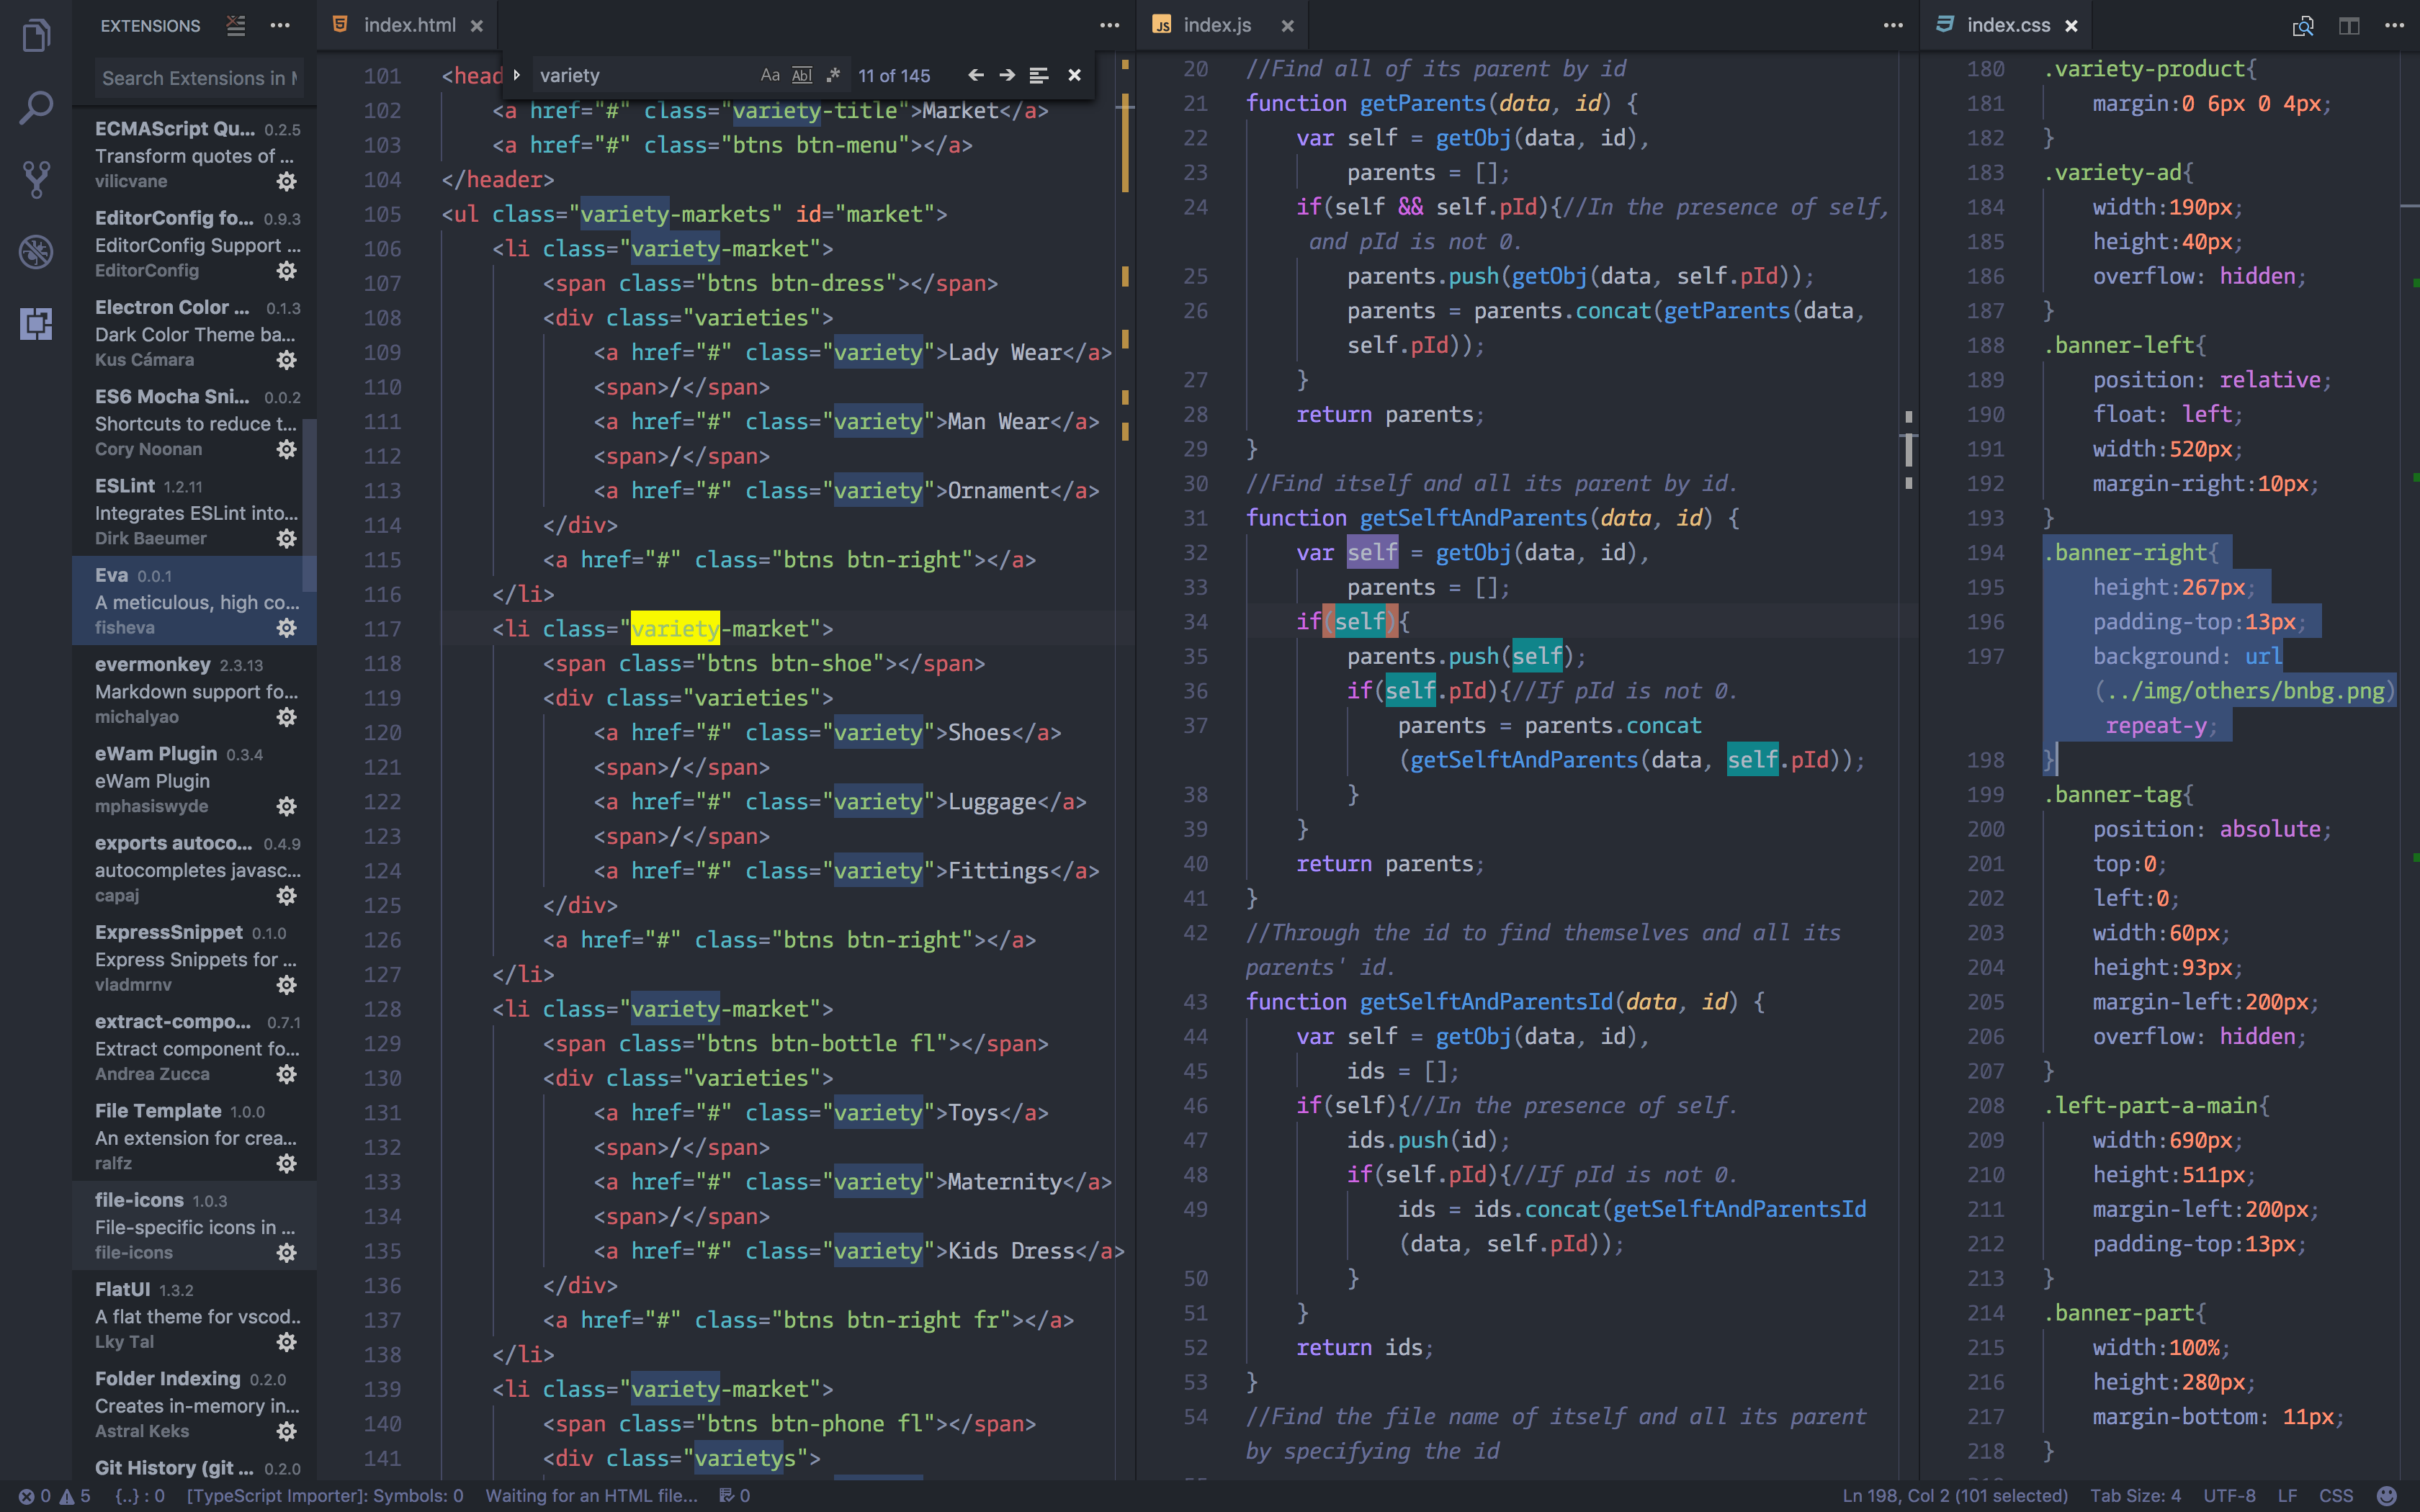 EXTENSIONS
Search Extensions in M
ECMAScript Qu... 0.2.5
Transform quotes of ...
vilicvane
EditorConfig fo... 0.9.3
EditorConfig Support ...
EditorConfig
Electron Color ... 0.1.3
Dark Color Theme ba...
Kus Cámara
ES6 Mocha Sni... 0.0.2
Shortcuts to reduce t...
Cory Noonan
ESLint 1.2.11
Integrates ESLint into...
Dirk Baeumer
Eva 0.0.1
A meticulous, high co...
fisheva
evermonkey 2.3.13
Markdown support fo...
michalyao
eWam Plugin 0.3.4
eWam Plugin
mphasiswyde
exports autoco... 0.4.9
autocompletes javasc...
capaj
ExpressSnippet 0.1.0
Express Snippets for ...
vladmrnv
extract-compo... 0.7.1
Extract component fo...
Andrea Zucca
File Template 1.0.0
An extension for crea...
ralfz
file-icons 1.0.3
File-specific icons in ...
file-icons
FlatUI 1.3.2
A flat theme for vscod...
Lky Tal
Folder Indexing 0.2.0
Creates in-memory in...
Astral Keks
Git History (git ... 0.2.0
index.html
variety Aa Abl .* 11 of 145
101 <head
102 <a href="#" class="variety-title">Market</a>
103 <a href="#" class="btns btn-menu"></a>
104 </header>
105 <ul class="variety-markets" id="market">
106 <li class="variety-market">
107 <span class="btns btn-dress"></span>
108 <div class="varieties">
109 <a href="#" class="variety">Lady Wear</a>
110 <span>/</span>
111 <a href="#" class="variety">Man Wear</a>
112 <span>/</span>
113 <a href="#" class="variety">Ornament</a>
114 </div>
115 <a href="#" class="btns btn-right"></a>
116 </li>
117 <li class="variety-market">
118 <span class="btns btn-shoe"></span>
119 <div class="varieties">
120 <a href="#" class="variety">Shoes</a>
121 <span>/</span>
122 <a href="#" class="variety">Luggage</a>
123 <span>/</span>
124 <a href="#" class="variety">Fittings</a>
125 </div>
126 <a href="#" class="btns btn-right"></a>
127 </li>
128 <li class="variety-market">
129 <span class="btns btn-bottle fl"></span>
130 <div class="varieties">
131 <a href="#" class="variety">Toys</a>
132 <span>/</span>
133 <a href="#" class="variety">Maternity</a>
134 <span>/</span>
135 <a href="#" class="variety">Kids Dress</a>
136 </div>
137 <a href="#" class="btns btn-right fr"></a>
138 </li>
139 <li class="variety-market">
140 <span class="btns btn-phone fl"></span>
141 <div class="varietys">
JS index.js
20 //Find all of its parent by id
21 function getParents(data, id) {
22 var self = getObj(data, id),
23 parents = [];
24 if(self && self.pId){//In the presence of self,
and pId is not 0.
25 parents.push(getObj(data, self.pId));
26 parents = parents.concat(getParents(data,
self.pId));
27 }
28 return parents;
29 }
30 //Find itself and all its parent by id.
31 function getSelftAndParents(data, id) {
32 var self = getObj(data, id),
33 parents = [];
34 if(self){
35 parents.push(self);
36 if(self.pId){//If pId is not 0.
37 parents = parents.concat
(getSelftAndParents(data, self.pId));
38 }
39 }
40 return parents;
41 }
42 //Through the id to find themselves and all its
parents' id.
43 function getSelftAndParentsId(data, id) {
44 var self = getObj(data, id),
45 ids = [];
46 if(self){//In the presence of self.
47 ids.push(id);
48 if(self.pId){//If pId is not 0.
49 ids = ids.concat(getSelftAndParentsId
(data, self.pId));
50 }
51 }
52 return ids;
53 }
54 //Find the file name of itself and all its parent
by specifying the id
index.css
180 .variety-product{
181 margin:0 6px 0 4px;
182 }
183 .variety-ad{
184 width:190px;
185 height:40px;
186 overflow: hidden;
187 }
188 .banner-left{
189 position: relative;
190 float: left;
191 width:520px;
192 margin-right:10px;
193 }
194 .banner-right{
195 height:267px;
196 padding-top:13px;
197 background: url
(../img/others/bnbg.png)
repeat-y;
198 }
199 .banner-tag{
200 position: absolute;
201 top:0;
202 left:0;
203 width:60px;
204 height:93px;
205 margin-left:200px;
206 overflow: hidden;
207 }
208 .left-part-a-main{
209 width:690px;
210 height:511px;
211 margin-left:200px;
212 padding-top:13px;
213 }
214 .banner-part{
215 width:100%;
216 height:280px;
217 margin-bottom: 11px;
218 }
0 5 {..} : 0 [TypeScript Importer]: Symbols: 0 Waiting for an HTML file... 0 Ln 198, Col 2 (101 selected) Tab Size: 4 UTF-8 LF CSS